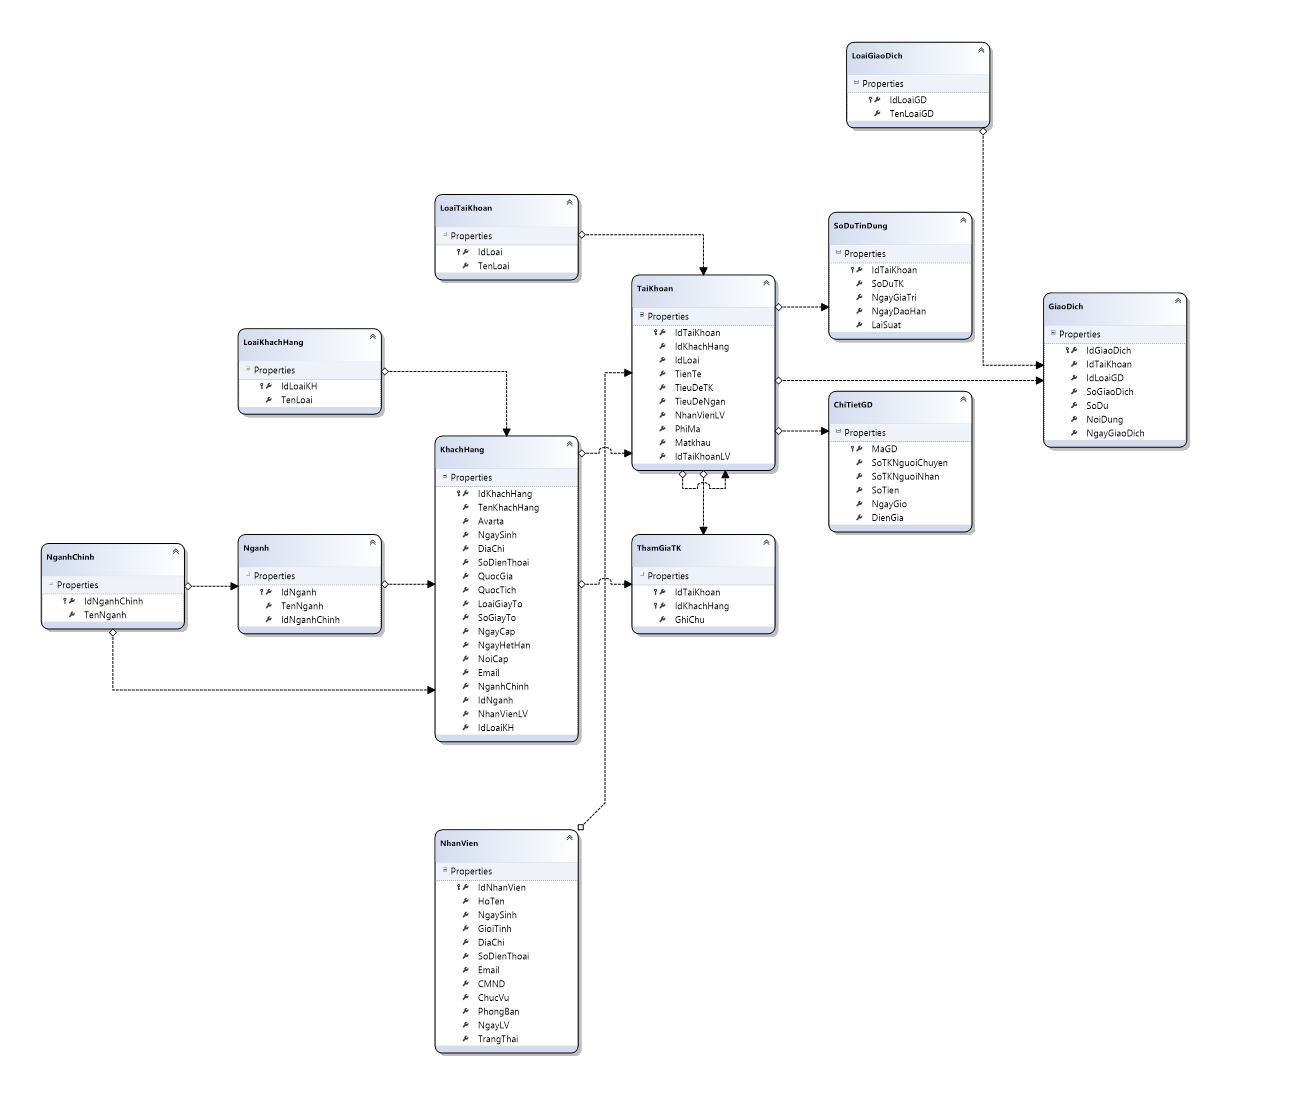 LoaiGiaoDich
Properties
IdLoaiGD
TenLoaiGD
LoaiTaiKhoan
Properties
IdLoai
TenLoai
SoDuTinDung
Properties
IdTaiKhoan
SoDuTK
NgayGiaTri
NgayDaoHan
LaiSuat
TaiKhoan
Properties
IdTaiKhoan
IdKhachHang
IdLoai
TienTe
TieuDeTK
TieuDeNgan
NhanVienLV
PhiMa
Matkhau
IdTaiKhoanLV
GiaoDich
Properties
IdGiaoDich
IdTaiKhoan
IdLoaiGD
SoGiaoDich
SoDu
NoiDung
NgayGiaoDich
LoaiKhachHang
Properties
IdLoaiKH
TenLoai
ChiTietGD
Properties
MaGD
SoTKNguoiChuyen
SoTKNguoiNhan
SoTien
NgayGio
DienGia
KhachHang
Properties
IdKhachHang
TenKhachHang
Avarta
NgaySinh
DiaChi
SoDienThoai
QuocGia
QuocTich
LoaiGiayTo
SoGiayTo
NgayCap
NgayHetHan
NoiCap
Email
NganhChinh
IdNganh
NhanVienLV
IdLoaiKH
NganhChinh
Properties
IdNganhChinh
TenNganh
Nganh
Properties
IdNganh
TenNganh
IdNganhChinh
ThamGiaTK
Properties
IdTaiKhoan
IdKhachHang
GhiChu
NhanVien
Properties
IdNhanVien
HoTen
NgaySinh
GioiTinh
DiaChi
SoDienThoai
Email
CMND
ChucVu
PhongBan
NgayLV
TrangThai